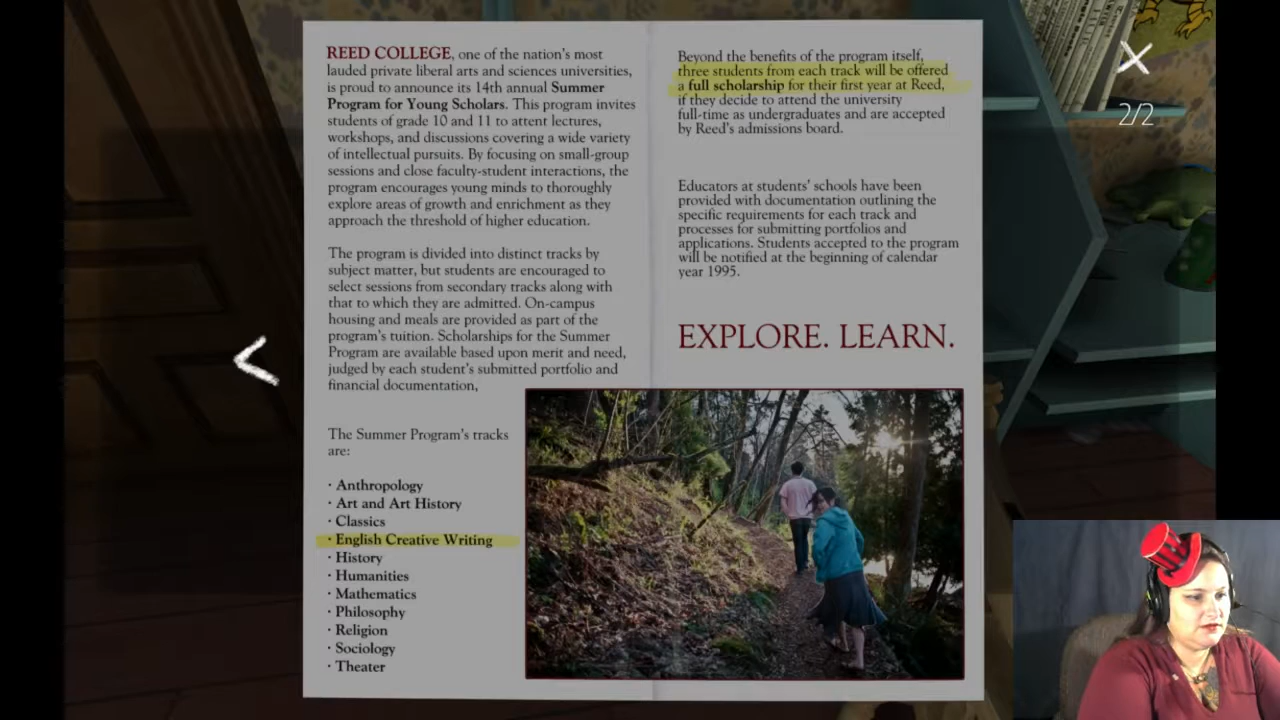 REED COLLEGE, one of the nation's most
lauded private liberal arts and sciences universities,
is proud to announce its 14th annual Summer
Program for Young Scholars. This program invites
students of grade 10 and 11 to attent lectures,
workshops, and discussions covering a wide variety
of intellectual pursuits. By focusing on small-group
sessions and close faculty-student interactions, the
program encourages young minds to thoroughly
explore areas of growth and enrichment as they
approach the threshold of higher education.
The program is divided into distinct tracks by
subject matter, but students are encouraged to
select sessions from secondary tracks along with
that to which they are admitted. On-campus
housing and meals are provided as part of the
program's tuition. Scholarships for the Summer
Program are available based upon merit and need,
judged by each student's submitted portfolio and
financial documentation,
The Summer Program's tracks
are:
· Anthropology
· Art and Art History
· Classics
· English Creative Writing
· History
· Humanities
· Mathematics
· Philosophy
· Religion
· Sociology
· Theater
Beyond the benefits of the program itself,
three students from each track will be offered
a full scholarship for their first year at Reed,
if they decide to attend the university
full-time as undergraduates and are accepted
by Reed's admissions board.
Educators at students' schools have been
provided with documentation outlining the
specific requirements for each track and
processes for submitting portfolios and
applications. Students accepted to the program
will be notified at the beginning of calendar
year 1995.
EXPLORE. LEARN.
2/2